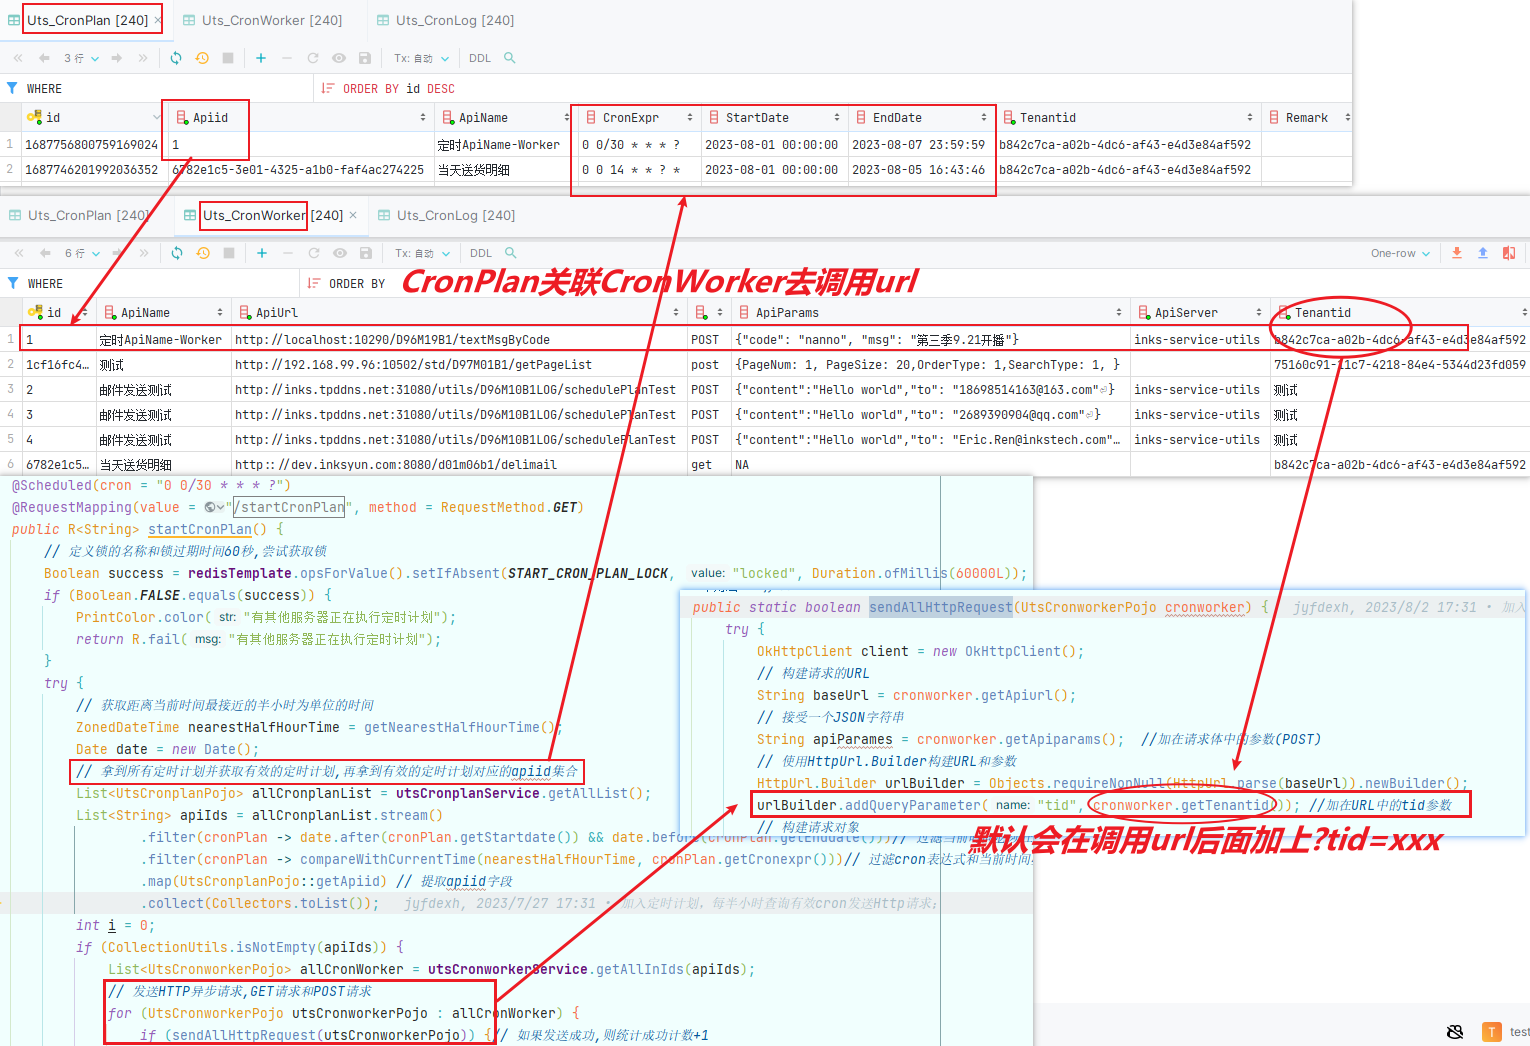 Uts_CronPlan [240] × Uts_CronWorker [240] Uts_CronLog [240]
3 行 Tx: 自动 DDL
WHERE ORDER BY id DESC
id Apiid ApiName CronExpr StartDate EndDate Tenantid Remark
1 1687756800759169024 1 定时ApiName-Worker 0 0/30 * * * ? 2023-08-01 00:00:00 2023-08-07 23:59:59 b842c7ca-a02b-4dc6-af43-e4d3e84af592
2 1687746201992036352 6782e1c5-3e01-4325-a1b0-faf4ac274225 当天送货明细 0 0 14 * * ? * 2023-08-01 00:00:00 2023-08-05 16:43:46 b842c7ca-a02b-4dc6-af43-e4d3e84af592
Uts_CronPlan [240] Uts_CronWorker [240] × Uts_CronLog [240]
6 行 Tx: 自动 DDL One-row
WHERE ORDER BY
CronPlan关联CronWorker去调用url
id ApiName ApiUrl ApiParams ApiServer Tenantid
1 1 定时ApiName-Worker http://localhost:10290/D96M19B1/textMsgByCode POST {"code": "nanno", "msg": "第三季9.21开播"} inks-service-utils b842c7ca-a02b-4dc6-af43-e4d3e84af592
2 1cf16fc4… 测试 http://192.168.99.96:10502/std/D97M01B1/getPageList post {PageNum: 1, PageSize: 20,OrderType: 1,SearchType: 1, } 75160c91-11c7-4218-84e4-5344d23fd059
3 2 邮件发送测试 http://inks.tpddns.net:31080/utils/D96M10B1LOG/schedulePlanTest POST {"content":"Hello world","to": "18698514163@163.com"⏎} inks-service-utils 测试
4 3 邮件发送测试 http://inks.tpddns.net:31080/utils/D96M10B1LOG/schedulePlanTest POST {"content":"Hello world","to": "2689390904@qq.com"⏎} inks-service-utils 测试
5 4 邮件发送测试 http://inks.tpddns.net:31080/utils/D96M10B1LOG/schedulePlanTest POST {"content":"Hello world","to": "Eric.Ren@inkstech.com"… inks-service-utils 测试
6 6782e1c5… 当天送货明细 http:://dev.inksyun.com:8080/d01m06b1/delimail get NA b842c7ca-a02b-4dc6-af43-e4d3e84af592
@Scheduled(cron = "0 0/30 * * * ?")
@RequestMapping(value = "/startCronPlan", method = RequestMethod.GET)
public R<String> startCronPlan() {
// 定义锁的名称和锁过期时间60秒,尝试获取锁
Boolean success = redisTemplate.opsForValue().setIfAbsent(START_CRON_PLAN_LOCK, value: "locked", Duration.ofMillis(60000L));
if (Boolean.FALSE.equals(success)) {
PrintColor.color( str: "有其他服务器正在执行定时计划");
return R.fail( msg: "有其他服务器正在执行定时计划");
}
try {
// 获取距离当前时间最接近的半小时为单位的时间
ZonedDateTime nearestHalfHourTime = getNearestHalfHourTime();
Date date = new Date();
// 拿到所有定时计划并获取有效的定时计划,再拿到有效的定时计划对应的apiid集合
List<UtsCronplanPojo> allCronplanList = utsCronplanService.getAllList();
List<String> apiIds = allCronplanList.stream()
.filter(cronPlan -> date.after(cronPlan.getStartdate()) && date.before(cronPlan.getEnddate()))
.filter(cronPlan -> compareWithCurrentTime(nearestHalfHourTime, cronPlan.getCronexpr()))// 过滤cron表达式和当前时间
.map(UtsCronplanPojo::getApiid) // 提取apiid字段
.collect(Collectors.toList()); jyfdexh, 2023/7/27 17:31 • 加入定时计划, 每半小时查询有效cron发送Http请求;
int i = 0;
if (CollectionUtils.isNotEmpty(apiIds)) {
List<UtsCronworkerPojo> allCronWorker = utsCronworkerService.getAllInIds(apiIds);
// 发送HTTP异步请求,GET请求和POST请求
for (UtsCronworkerPojo utsCronworkerPojo : allCronWorker) {
if (sendAllHttpRequest(utsCronworkerPojo)) {// 如果发送成功,则统计成功计数+1
public static boolean sendAllHttpRequest(UtsCronworkerPojo cronworker) { jyfdexh, 2023/8/2 17:31 • 加入
try {
OkHttpClient client = new OkHttpClient();
// 构建请求的URL
String baseUrl = cronworker.getApiurl();
// 接受一个JSON字符串
String apiParames = cronworker.getApiparams(); //加在请求体中的参数(POST)
// 使用HttpUrl.Builder构建URL和参数
HttpUrl.Builder urlBuilder = Objects.requireNonNull(HttpUrl.parse(baseUrl)).newBuilder();
urlBuilder.addQueryParameter( name: "tid", cronworker.getTenantid()); //加在URL中的tid参数
// 构建请求对象
默认会在调用url后面加上?tid=xxx
T test